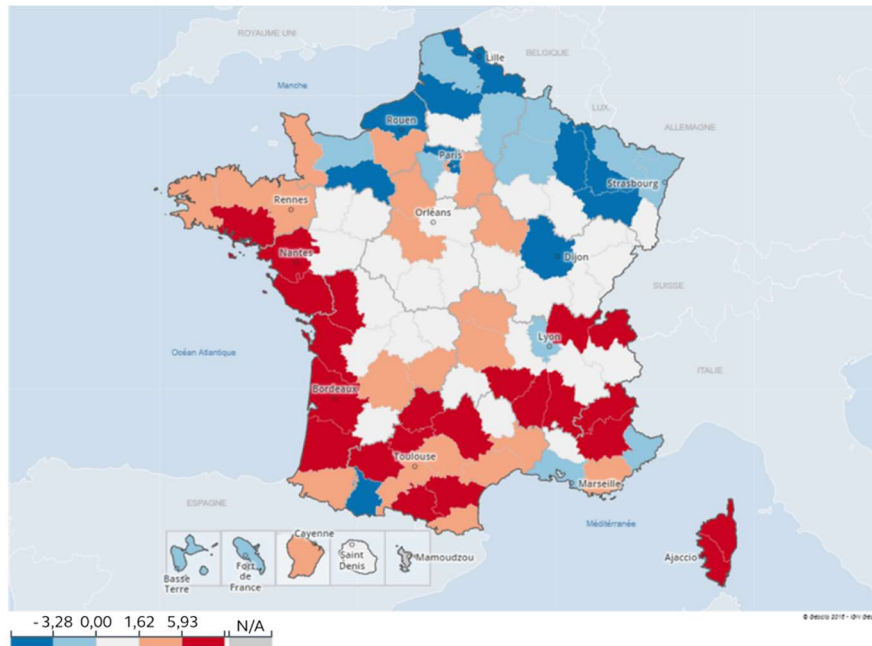 ROYAUME UNI
BELGIQUE
Lille
Manche
LUX.
ALLEMAGNE
Rouen
Paris
Strasbourg
Rennes
Orléans
Nantes
Dijon
SUISSE
Océan Atlantique
Lyon
ITALIE
Bordeaux
Toulouse
Marseille
ESPAGNE
Méditérranée
Cayenne
Saint
Denis
Mamoudzou
Fort
de
France
Basse
Terre
Ajaccio
- 3,28 0,00 1,62 5,93 N/A